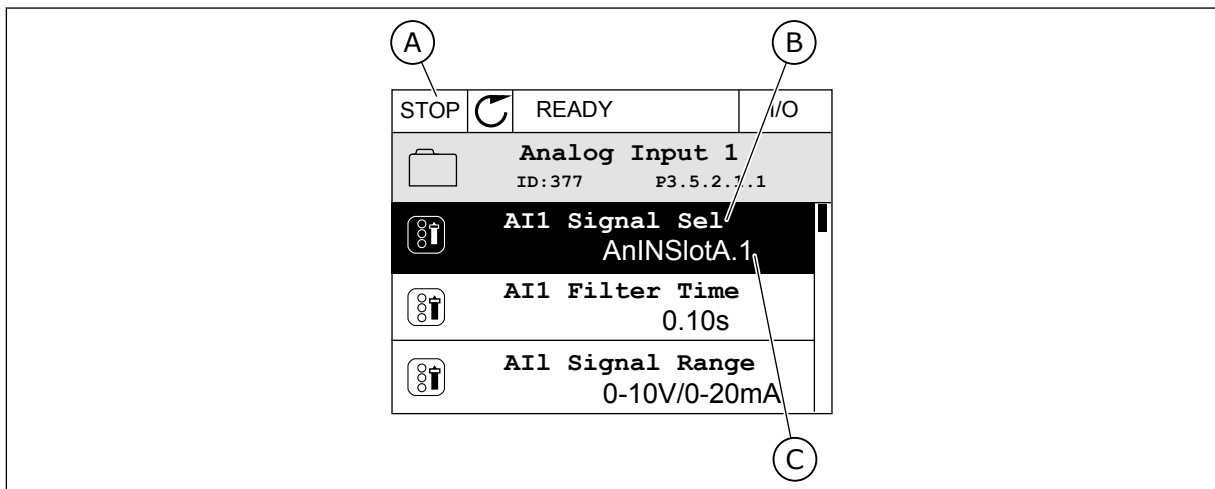 A B
STOP READY I/O
Analog Input 1
ID:377 P3.5.2.1.1
AI1 Signal Sel
AnINSlotA.1
AI1 Filter Time
0.10s
AIl Signal Range
0-10V/0-20mA
C